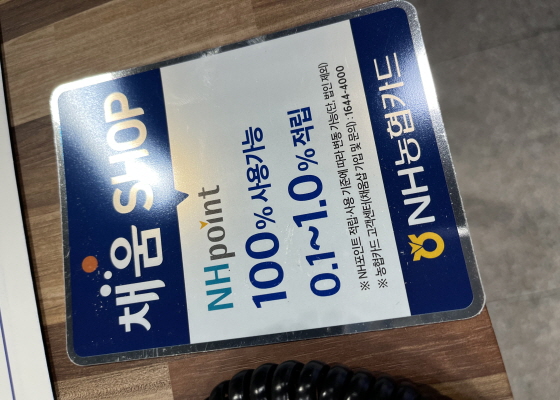 채움 SHOP
NHpoint
100% 사용가능
0.1~1.0% 적립
※ NH포인트 적립·사용 기준에 따라 변동 가능(단, 법인 제외)
※ 농협카드 고객센터(채움샵 가입 및 문의) : 1644-4000
NH농협카드